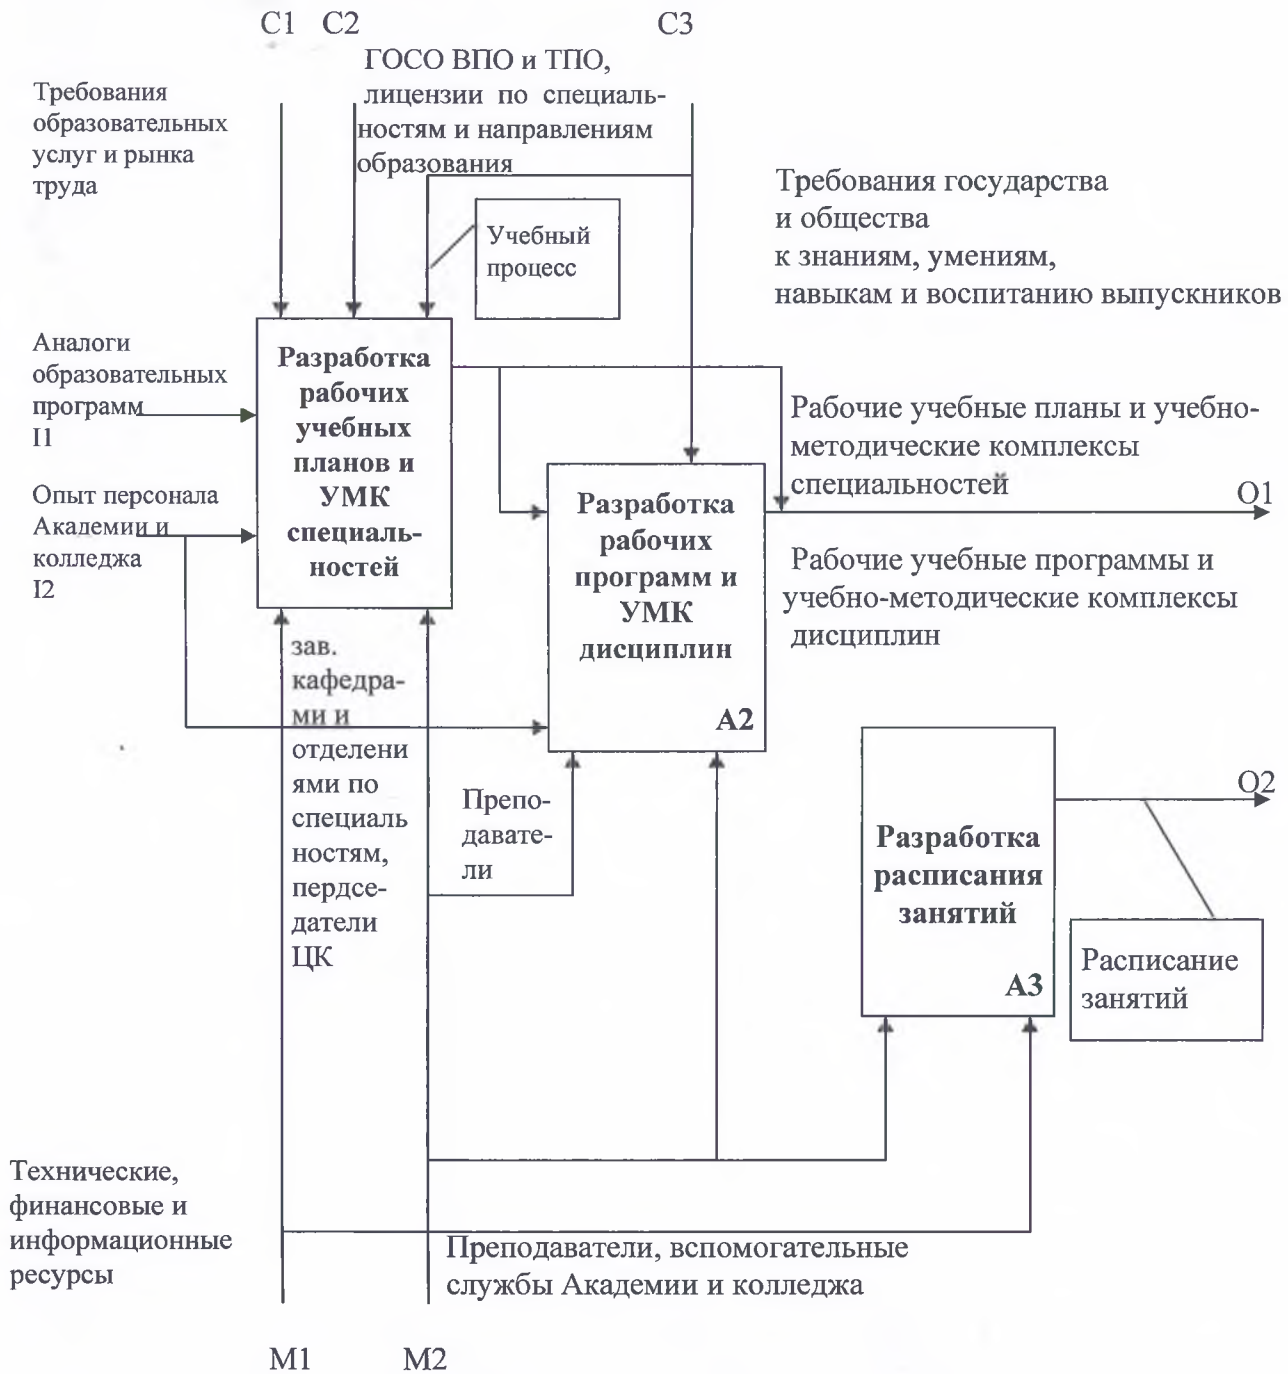 C1 C2 C3
ГОСО ВПО и ТПО,
лицензии по специаль-
ностям и направлениям
образования
Требования
образовательных
услуг и рынка
труда
Требования государства
и общества
к знаниям, умениям,
навыкам и воспитанию выпускников
Учебный
процесс
Аналоги
образовательных
программ
I1
Опыт персонала
Академии и
колледжа
I2
Разработка
рабочих
учебных
планов и
УМК
специаль-
ностей
Рабочие учебные планы и учебно-
методические комплексы
специальностей
O1
Разработка
рабочих
программ и
УМК
дисциплин
A2
Рабочие учебные программы и
учебно-методические комплексы
дисциплин
зав.
кафедра-
ми и
отделени
ями по
специаль
ностям,
пердсе-
датели
ЦК
Препо-
давате-
ли
O2
Разработка
расписания
занятий
A3
Расписание
занятий
Технические,
финансовые и
информационные
ресурсы
Преподаватели, вспомогательные
службы Академии и колледжа
M1 M2